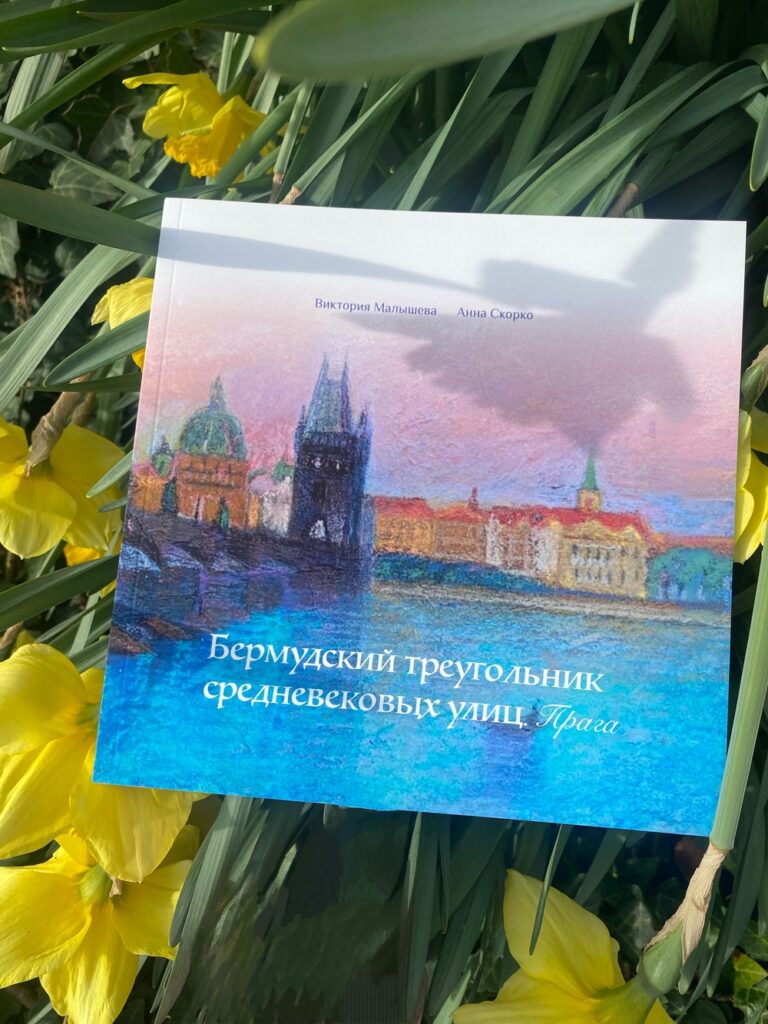 Виктория Малышева Анна Скорко
Бермудский треугольник
средневековых улиц. Прага